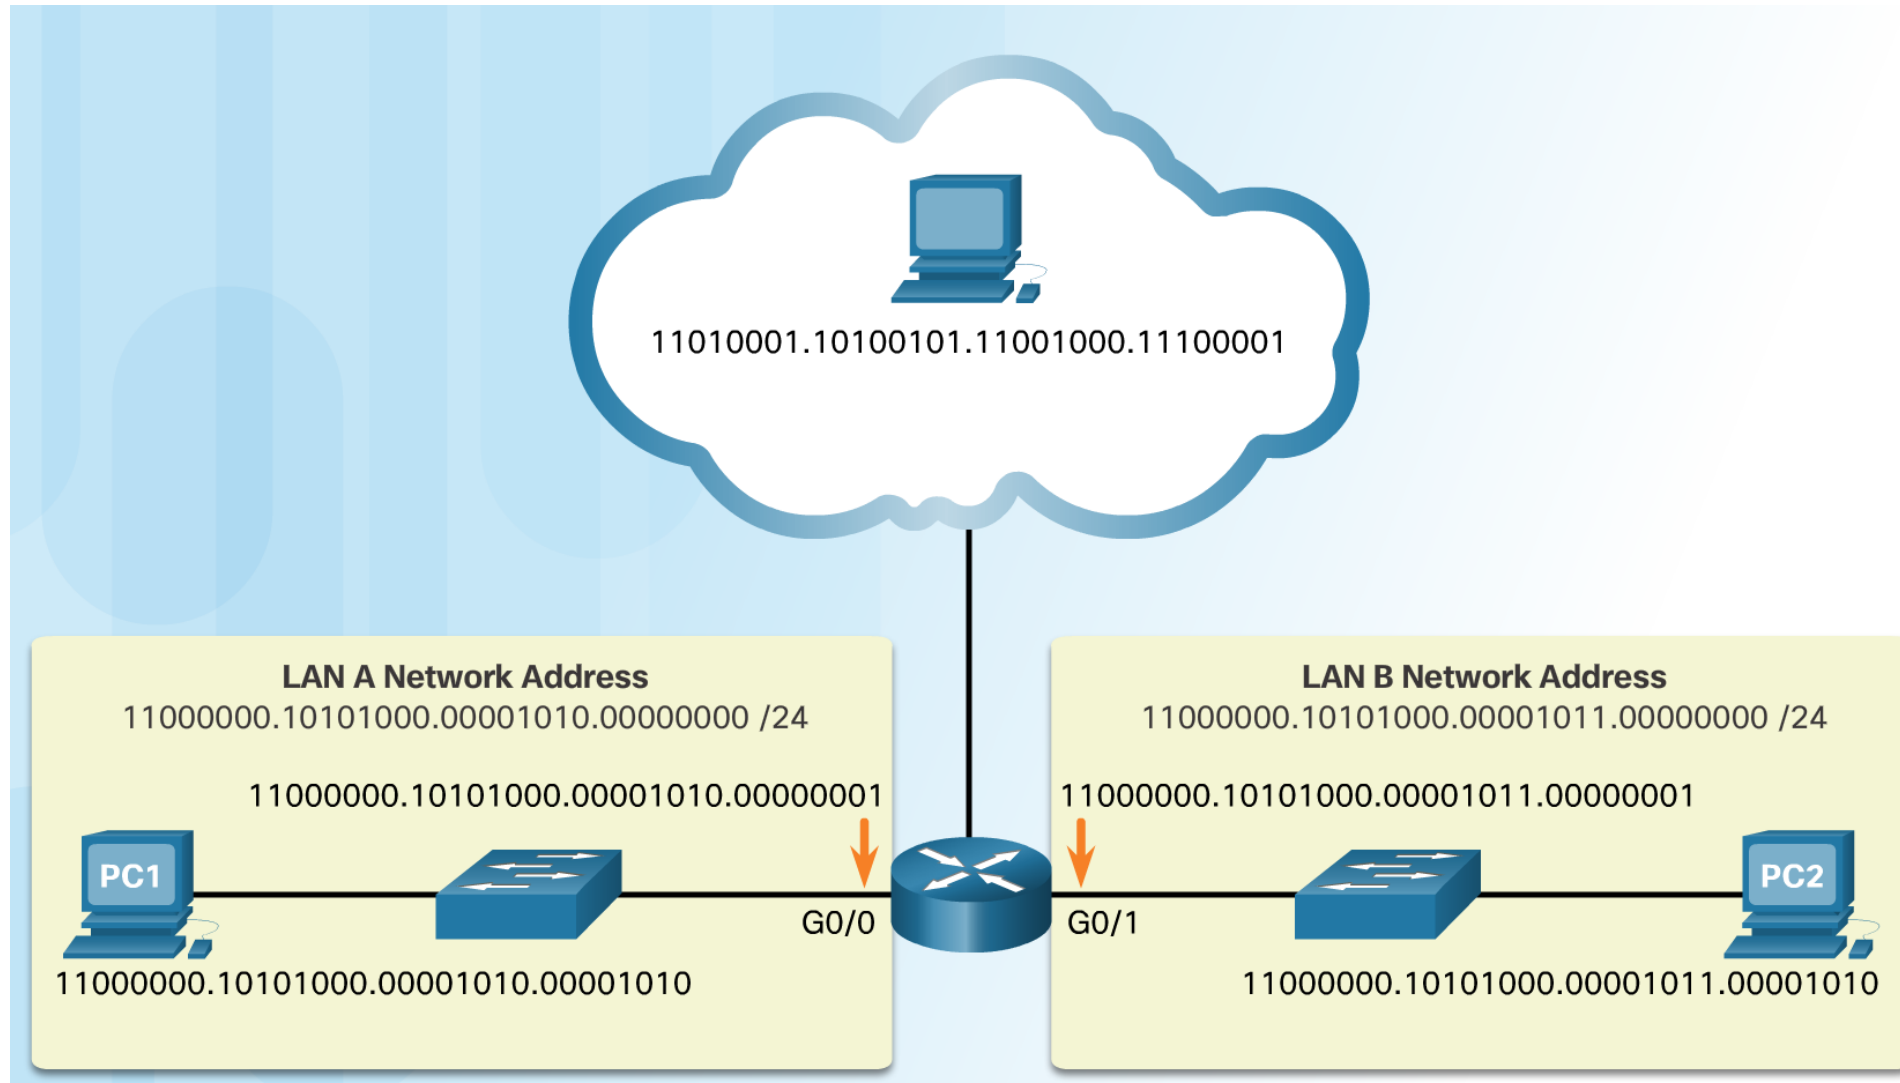 11010001.10100101.11001000.11100001
LAN A Network Address
11000000.10101000.00001010.00000000 /24
11000000.10101000.00001010.00000001
PC1
G0/0
11000000.10101000.00001010.00001010
LAN B Network Address
11000000.10101000.00001011.00000000 /24
11000000.10101000.00001011.00000001
G0/1
PC2
11000000.10101000.00001011.00001010